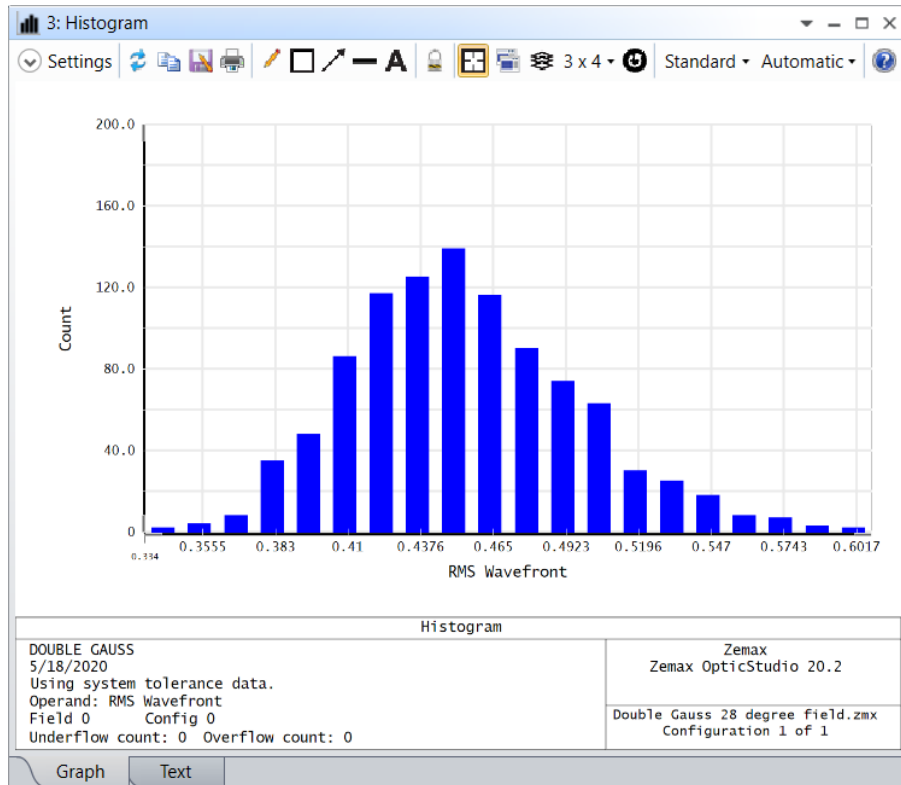 3: Histogram
Settings A 3 x 4 Standard Automatic
200.0
160.0
120.0
80.0
40.0
0
Count
0.334 0.3555 0.383 0.41 0.4376 0.465 0.4923 0.5196 0.547 0.5743 0.6017
RMS Wavefront
Histogram
DOUBLE GAUSS
5/18/2020
Using system tolerance data.
Operand: RMS Wavefront
Field 0 Config 0
Underflow count: 0 Overflow count: 0
Zemax
Zemax OpticStudio 20.2
Double Gauss 28 degree field.zmx
Configuration 1 of 1
Graph Text